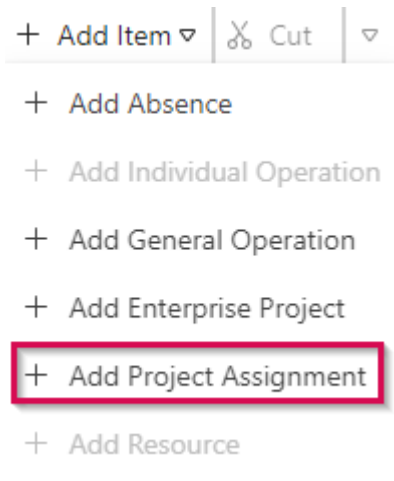 + Add Item Cut
+ Add Absence
+ Add Individual Operation
+ Add General Operation
+ Add Enterprise Project
+ Add Project Assignment
+ Add Resource